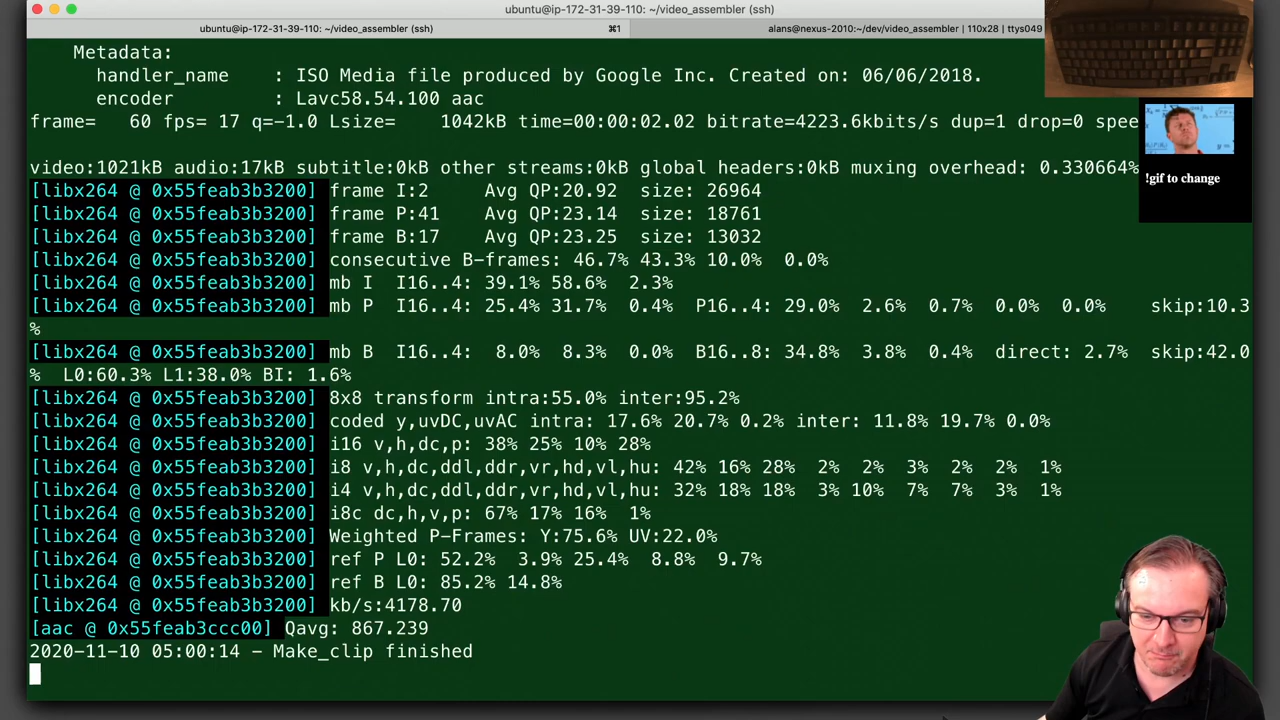 ubuntu@ip-172-31-39-110: ~/video_assembler (ssh)
ubuntu@ip-172-31-39-110: ~/video_assembler (ssh) ⌘1 alans@nexus-2010:~/dev/video_assembler | 110x28 | ttys049
Metadata:
handler_name : ISO Media file produced by Google Inc. Created on: 06/06/2018.
encoder : Lavc58.54.100 aac
frame= 60 fps= 17 q=-1.0 Lsize= 1042kB time=00:00:02.02 bitrate=4223.6kbits/s dup=1 drop=0 spee
video:1021kB audio:17kB subtitle:0kB other streams:0kB global headers:0kB muxing overhead: 0.330664%
!gif to change
[libx264 @ 0x55feab3b3200] frame I:2 Avg QP:20.92 size: 26964
[libx264 @ 0x55feab3b3200] frame P:41 Avg QP:23.14 size: 18761
[libx264 @ 0x55feab3b3200] frame B:17 Avg QP:23.25 size: 13032
[libx264 @ 0x55feab3b3200] consecutive B-frames: 46.7% 43.3% 10.0% 0.0%
[libx264 @ 0x55feab3b3200] mb I I16..4: 39.1% 58.6% 2.3%
[libx264 @ 0x55feab3b3200] mb P I16..4: 25.4% 31.7% 0.4% P16..4: 29.0% 2.6% 0.7% 0.0% 0.0% skip:10.3
%
[libx264 @ 0x55feab3b3200] mb B I16..4: 8.0% 8.3% 0.0% B16..8: 34.8% 3.8% 0.4% direct: 2.7% skip:42.0
% L0:60.3% L1:38.0% BI: 1.6%
[libx264 @ 0x55feab3b3200] 8x8 transform intra:55.0% inter:95.2%
[libx264 @ 0x55feab3b3200] coded y,uvDC,uvAC intra: 17.6% 20.7% 0.2% inter: 11.8% 19.7% 0.0%
[libx264 @ 0x55feab3b3200] i16 v,h,dc,p: 38% 25% 10% 28%
[libx264 @ 0x55feab3b3200] i8 v,h,dc,ddl,ddr,vr,hd,vl,hu: 42% 16% 28% 2% 2% 3% 2% 2% 1%
[libx264 @ 0x55feab3b3200] i4 v,h,dc,ddl,ddr,vr,hd,vl,hu: 32% 18% 18% 3% 10% 7% 7% 3% 1%
[libx264 @ 0x55feab3b3200] i8c dc,h,v,p: 67% 17% 16% 1%
[libx264 @ 0x55feab3b3200] Weighted P-Frames: Y:75.6% UV:22.0%
[libx264 @ 0x55feab3b3200] ref P L0: 52.2% 3.9% 25.4% 8.8% 9.7%
[libx264 @ 0x55feab3b3200] ref B L0: 85.2% 14.8%
[libx264 @ 0x55feab3b3200] kb/s:4178.70
[aac @ 0x55feab3ccc00] Qavg: 867.239
2020-11-10 05:00:14 - Make_clip finished